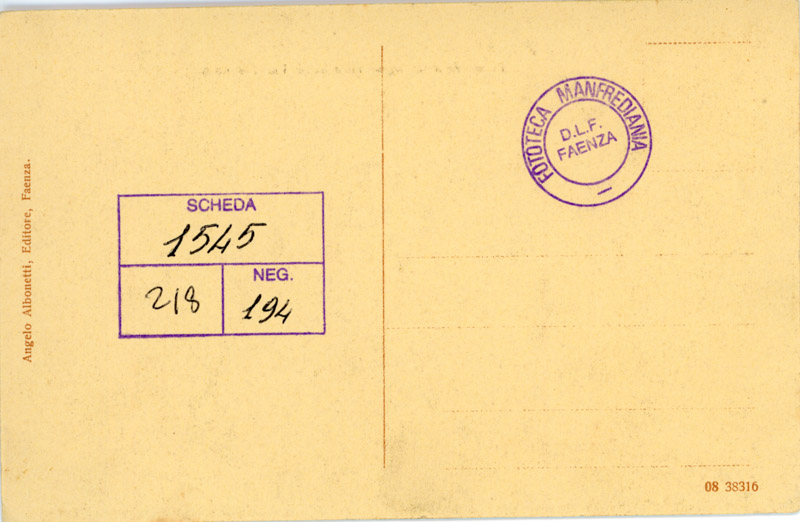 Angelo Albonetti, Editore, Faenza.
SCHEDA
1545
218
NEG.
194
FOTOTECA MANFREDIANA
D.L.F.
FAENZA
08 38316